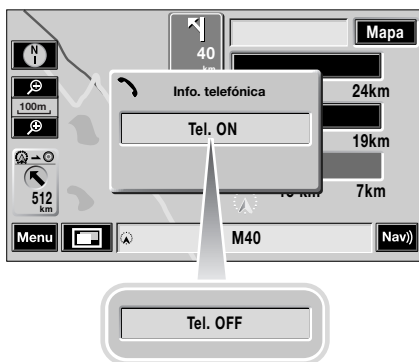 N
40
km
Mapa
100m
Info. telefónica
24km
Tel. ON
19km
7km
512
km
Menu
M40
Nav))
Tel. OFF